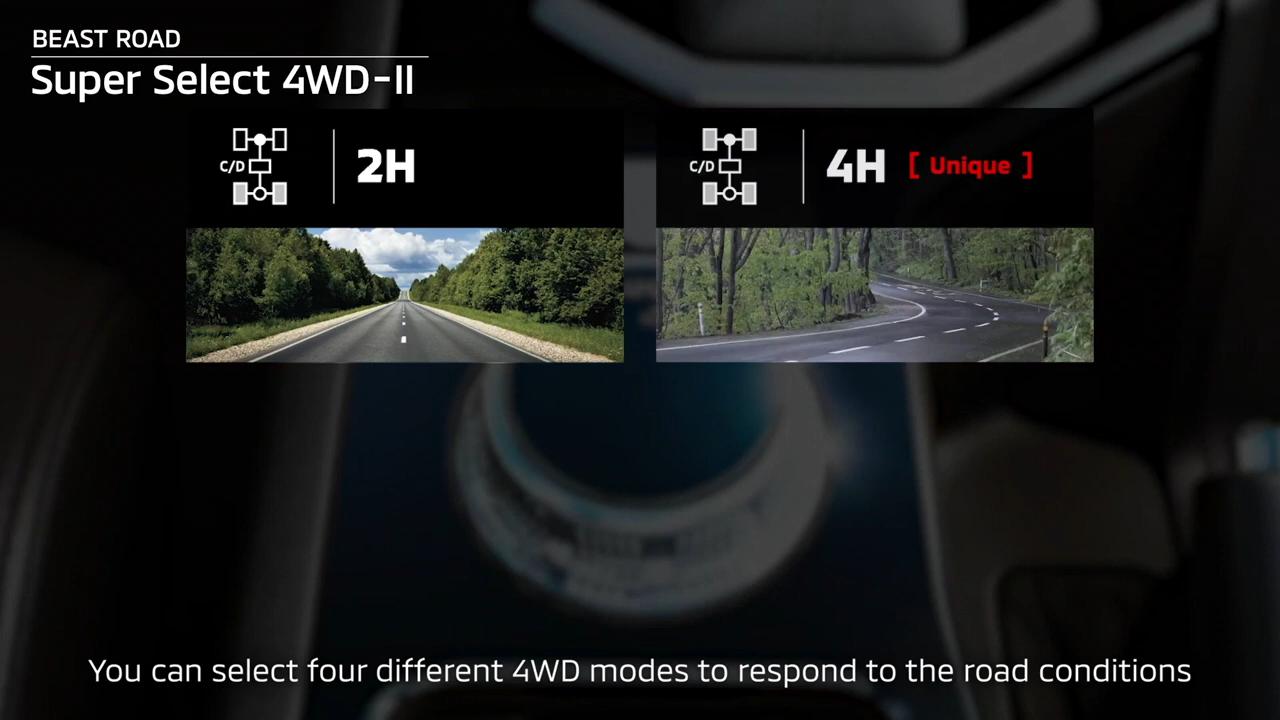 BEAST ROAD
Super Select 4WD-II
C/D 2H
C/D 4H [ Unique ]
You can select four different 4WD modes to respond to the road conditions